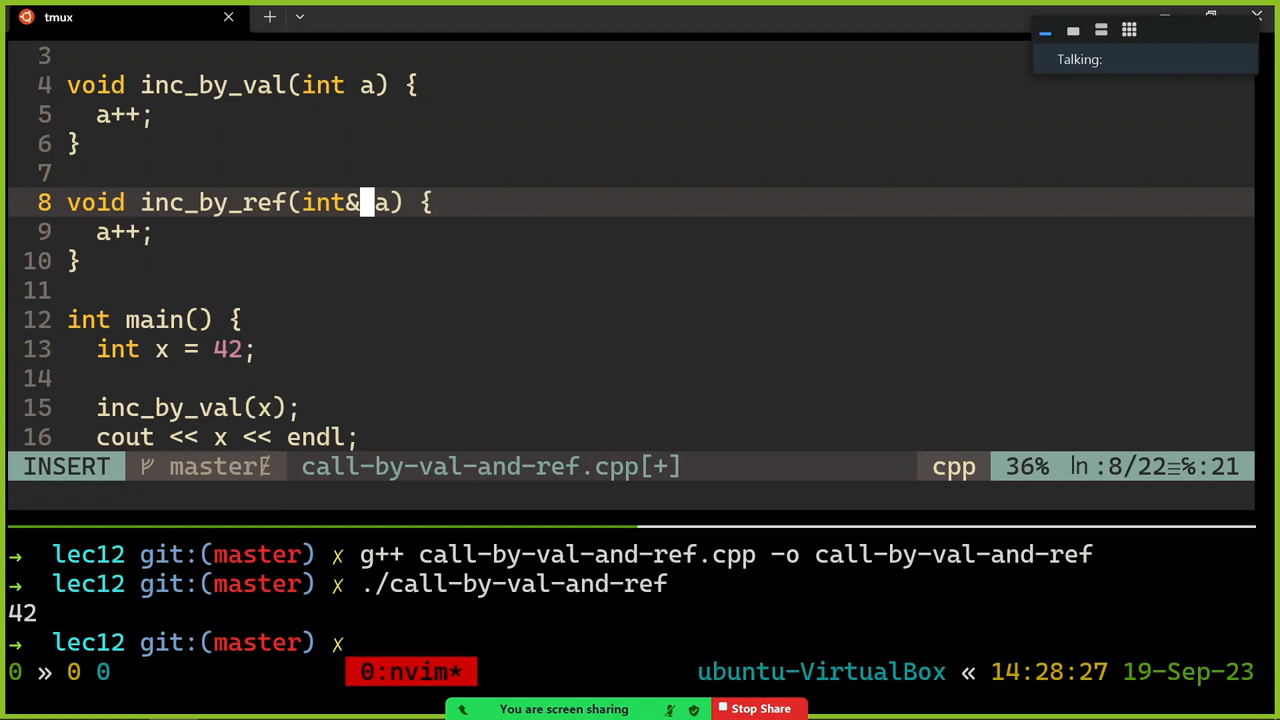 tmux
Talking:
3
4 void inc_by_val(int a) {
5 a++;
6 }
7
8 void inc_by_ref(int& a) {
9 a++;
10 }
11
12 int main() {
13 int x = 42;
14
15 inc_by_val(x);
16 cout << x << endl;
INSERT master call-by-val-and-ref.cpp[+] cpp 36% ln :8/22≡%:21
→ lec12 git:(master) ✗ g++ call-by-val-and-ref.cpp -o call-by-val-and-ref
→ lec12 git:(master) ✗ ./call-by-val-and-ref
42
→ lec12 git:(master) ✗
0 » 0 0 0:nvim* ubuntu-VirtualBox « 14:28:27 19-Sep-23
You are screen sharing Stop Share